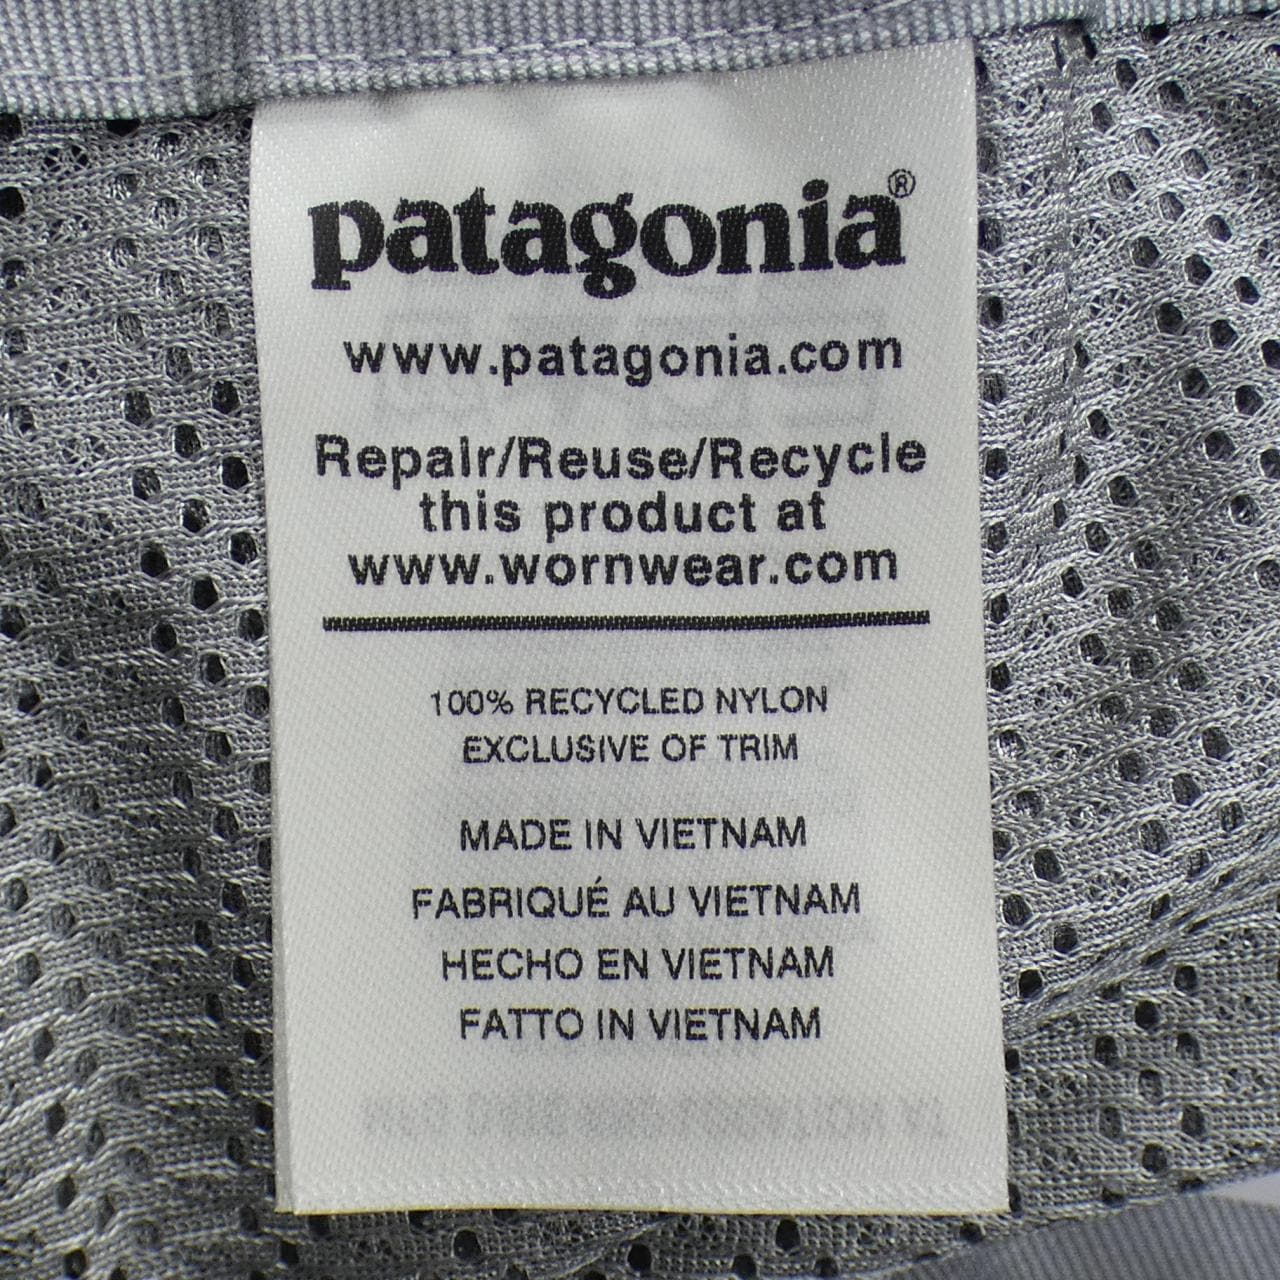 patagonia®
www.patagonia.com
Repair/Reuse/Recycle
this product at
www.wornwear.com
100% RECYCLED NYLON
EXCLUSIVE OF TRIM
MADE IN VIETNAM
FABRIQUÉ AU VIETNAM
HECHO EN VIETNAM
FATTO IN VIETNAM